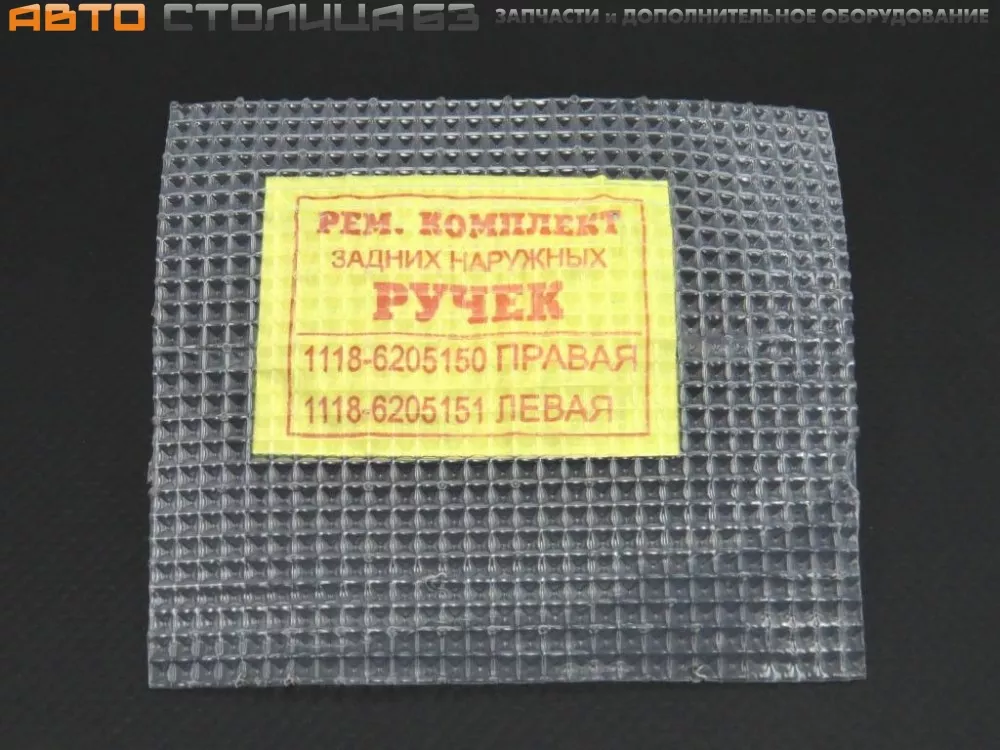 АВТО СТОЛИЦА 63
ЗАПЧАСТИ и ДОПОЛНИТЕЛЬНОЕ ОБОРУДОВАНИЕ
РЕМ. КОМПЛЕКТ
ЗАДНИХ НАРУЖНЫХ
РУЧЕК
1118-6205150 ПРАВАЯ
1118-6205151 ЛЕВАЯ